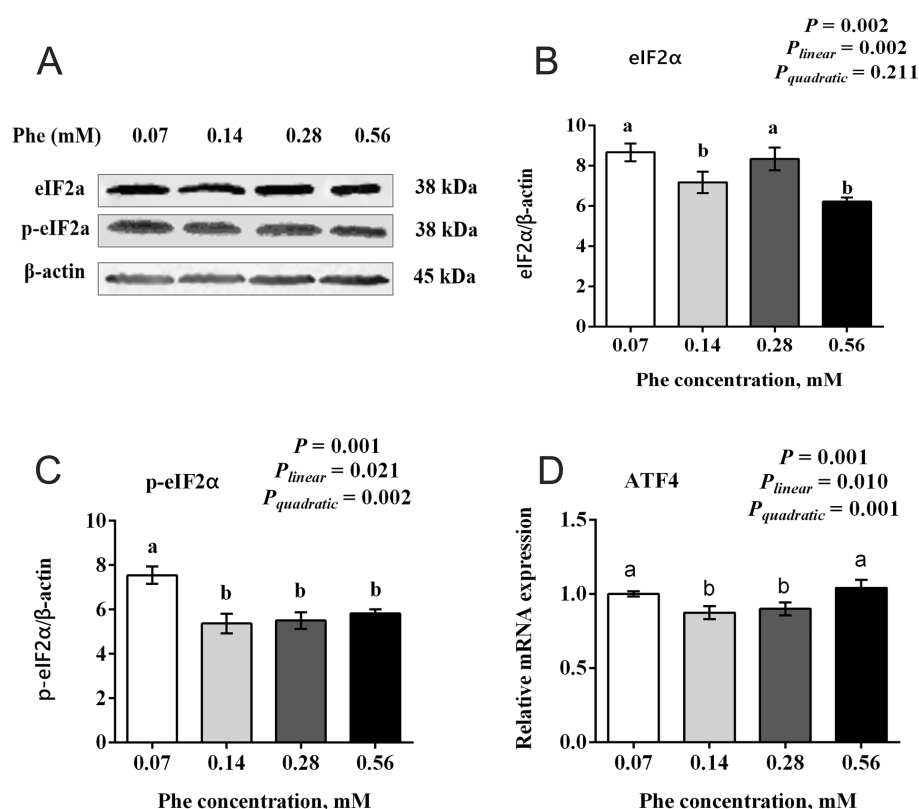 A
Phe (mM) 0.07 0.14 0.28 0.56
eIF2a 38 kDa
p-eIF2a 38 kDa
β-actin 45 kDa
B
eIF2α
P = 0.002
Plinear = 0.002
Pquadratic = 0.211
eIF2α/β-actin
10
8
6
4
2
0
a b a b
0.07 0.14 0.28 0.56
Phe concentration, mM
C
p-eIF2α
P = 0.001
Plinear = 0.021
Pquadratic = 0.002
p-eIF2α/β-actin
10
8
6
4
2
0
a b b b
0.07 0.14 0.28 0.56
Phe concentration, mM
D
ATF4
P = 0.001
Plinear = 0.010
Pquadratic = 0.001
Relative mRNA expression
1.5
1.0
0.5
0.0
a b b a
0.07 0.14 0.28 0.56
Phe concentration, mM